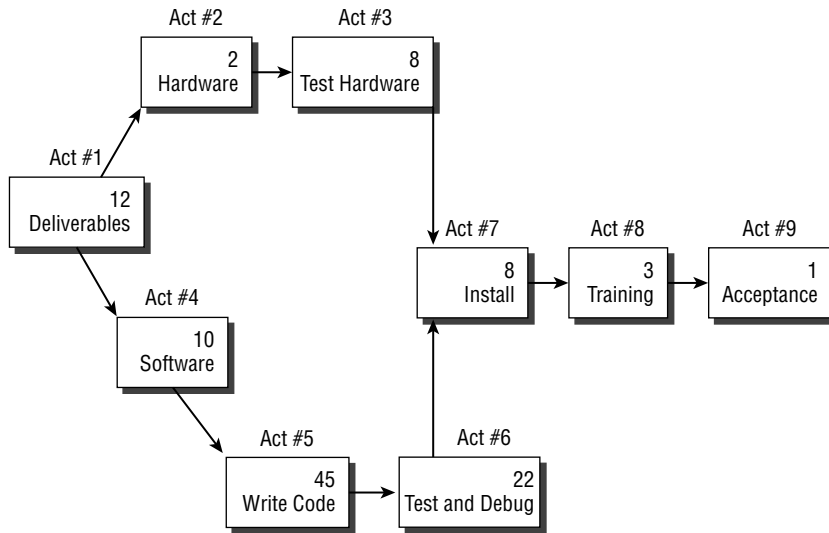 Act #2
2
Hardware
Act #3
8
Test Hardware
Act #1
12
Deliverables
Act #4
10
Software
Act #5
45
Write Code
Act #6
22
Test and Debug
Act #7
8
Install
Act #8
3
Training
Act #9
1
Acceptance